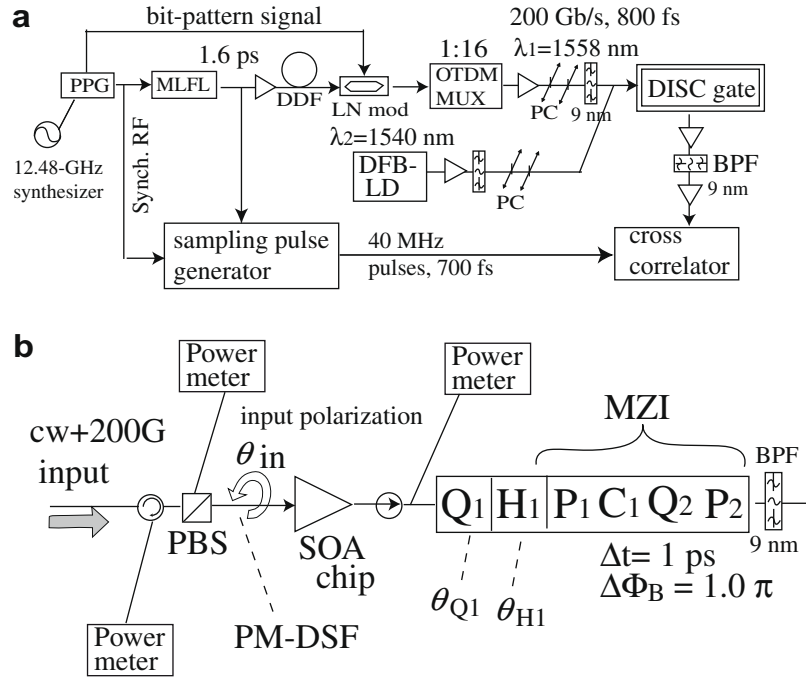 a
bit-pattern signal
200 Gb/s, 800 fs
1.6 ps
1:16
λ1=1558 nm
PPG
MLFL
DDF
LN mod
OTDM
MUX
PC
9 nm
DISC gate
12.48-GHz
synthesizer
Synch. RF
λ2=1540 nm
DFB-
LD
PC
BPF
9 nm
sampling pulse
generator
40 MHz
pulses, 700 fs
cross
correlator
b
Power
meter
Power
meter
cw+200G
input
input polarization
θin
MZI
BPF
PBS
SOA
chip
Q1 H1 P1 C1 Q2 P2
9 nm
Δt= 1 ps
ΔΦB = 1.0 π
θQ1
θH1
Power
meter
PM-DSF